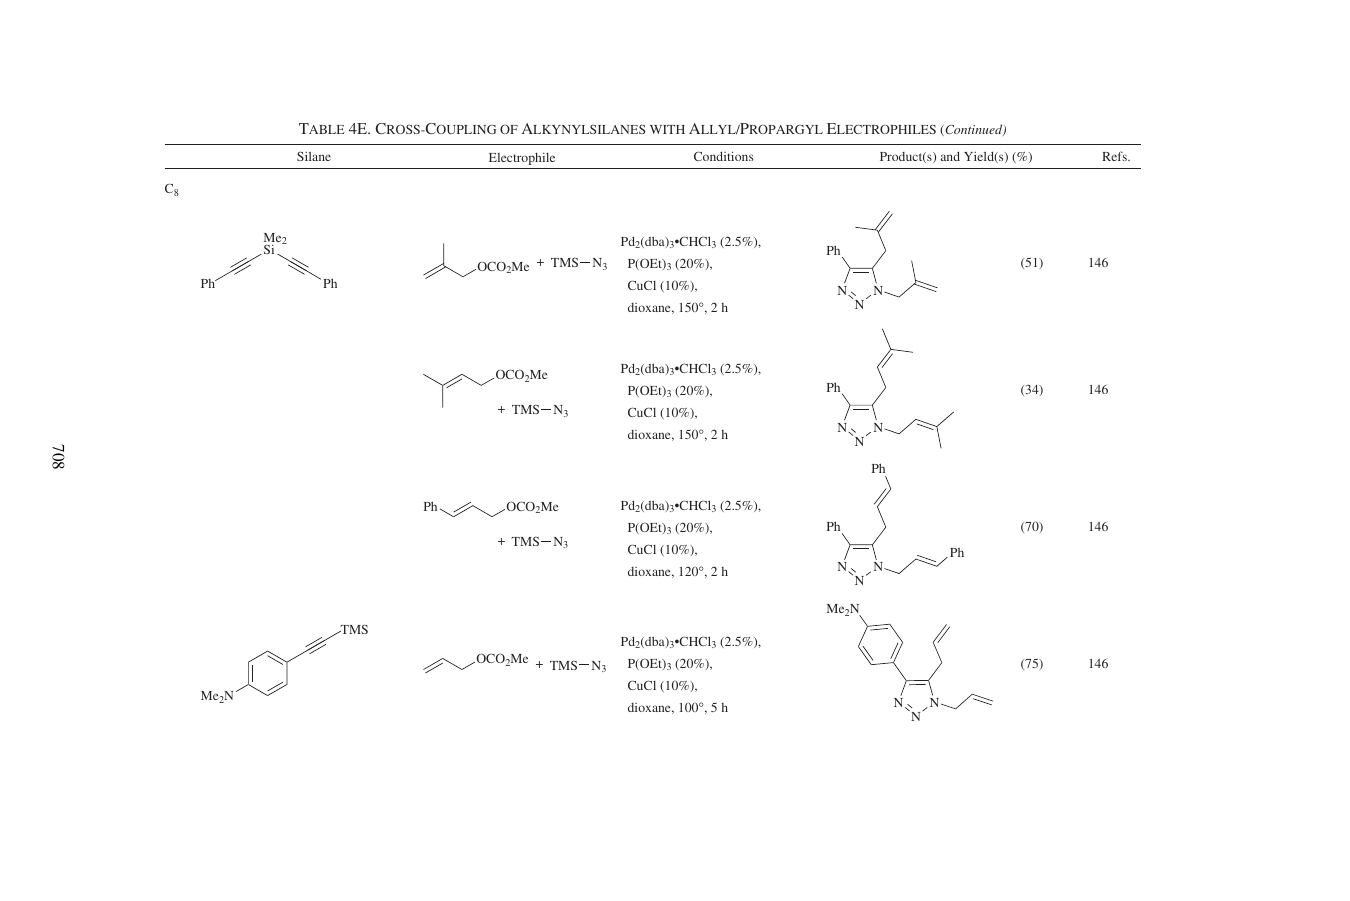 TABLE 4E. CROSS-COUPLING OF ALKYNYLSILANES WITH ALLYL/PROPARGYL ELECTROPHILES (Continued)
Silane Electrophile Conditions Product(s) and Yield(s) (%) Refs.
C8
Me2
Si
Ph Ph
OCO2Me + TMS–N3
Pd2(dba)3•CHCl3 (2.5%),
P(OEt)3 (20%),
CuCl (10%),
dioxane, 150°, 2 h
Ph
N N
N
(51) 146
OCO2Me
+ TMS–N3
Pd2(dba)3•CHCl3 (2.5%),
P(OEt)3 (20%),
CuCl (10%),
dioxane, 150°, 2 h
Ph
N N
N
(34) 146
Ph OCO2Me
+ TMS–N3
Pd2(dba)3•CHCl3 (2.5%),
P(OEt)3 (20%),
CuCl (10%),
dioxane, 120°, 2 h
Ph
Ph
Ph
N N
N
(70) 146
TMS
Me2N
OCO2Me + TMS–N3
Pd2(dba)3•CHCl3 (2.5%),
P(OEt)3 (20%),
CuCl (10%),
dioxane, 100°, 5 h
Me2N
N N
N
(75) 146
708